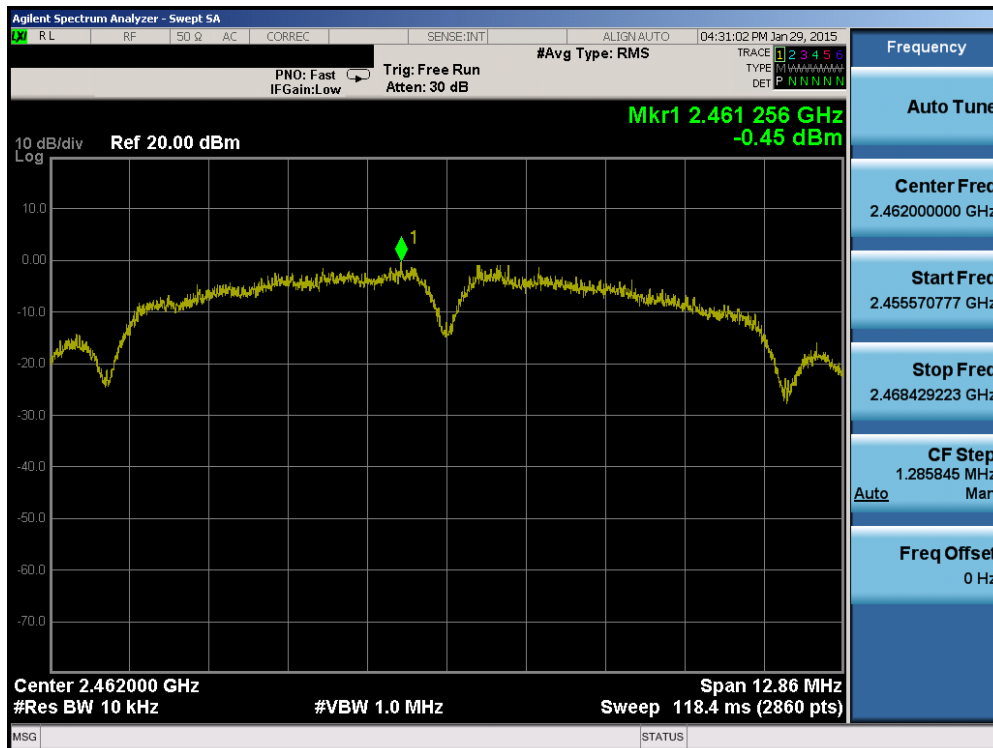 Agilent Spectrum Analyzer - Swept SA
LXI RL RF 50 Ω AC CORREC SENSE:INT ALIGN AUTO 04:31:02 PM Jan 29, 2015
#Avg Type: RMS TRACE 1 2 3 4 5 6
PNO: Fast Trig: Free Run TYPE M W W W W W
IFGain:Low Atten: 30 dB DET P N N N N N
Mkr1 2.461 256 GHz
-0.45 dBm
10 dB/div Ref 20.00 dBm
Log
10.0
0.00
1
-10.0
-20.0
-30.0
-40.0
-50.0
-60.0
-70.0
Center 2.462000 GHz Span 12.86 MHz
#Res BW 10 kHz #VBW 1.0 MHz Sweep 118.4 ms (2860 pts)
MSG STATUS
Frequency
Auto Tune
Center Freq
2.462000000 GHz
Start Freq
2.455570777 GHz
Stop Freq
2.468429223 GHz
CF Step
1.285845 MHz
Auto Man
Freq Offset
0 Hz